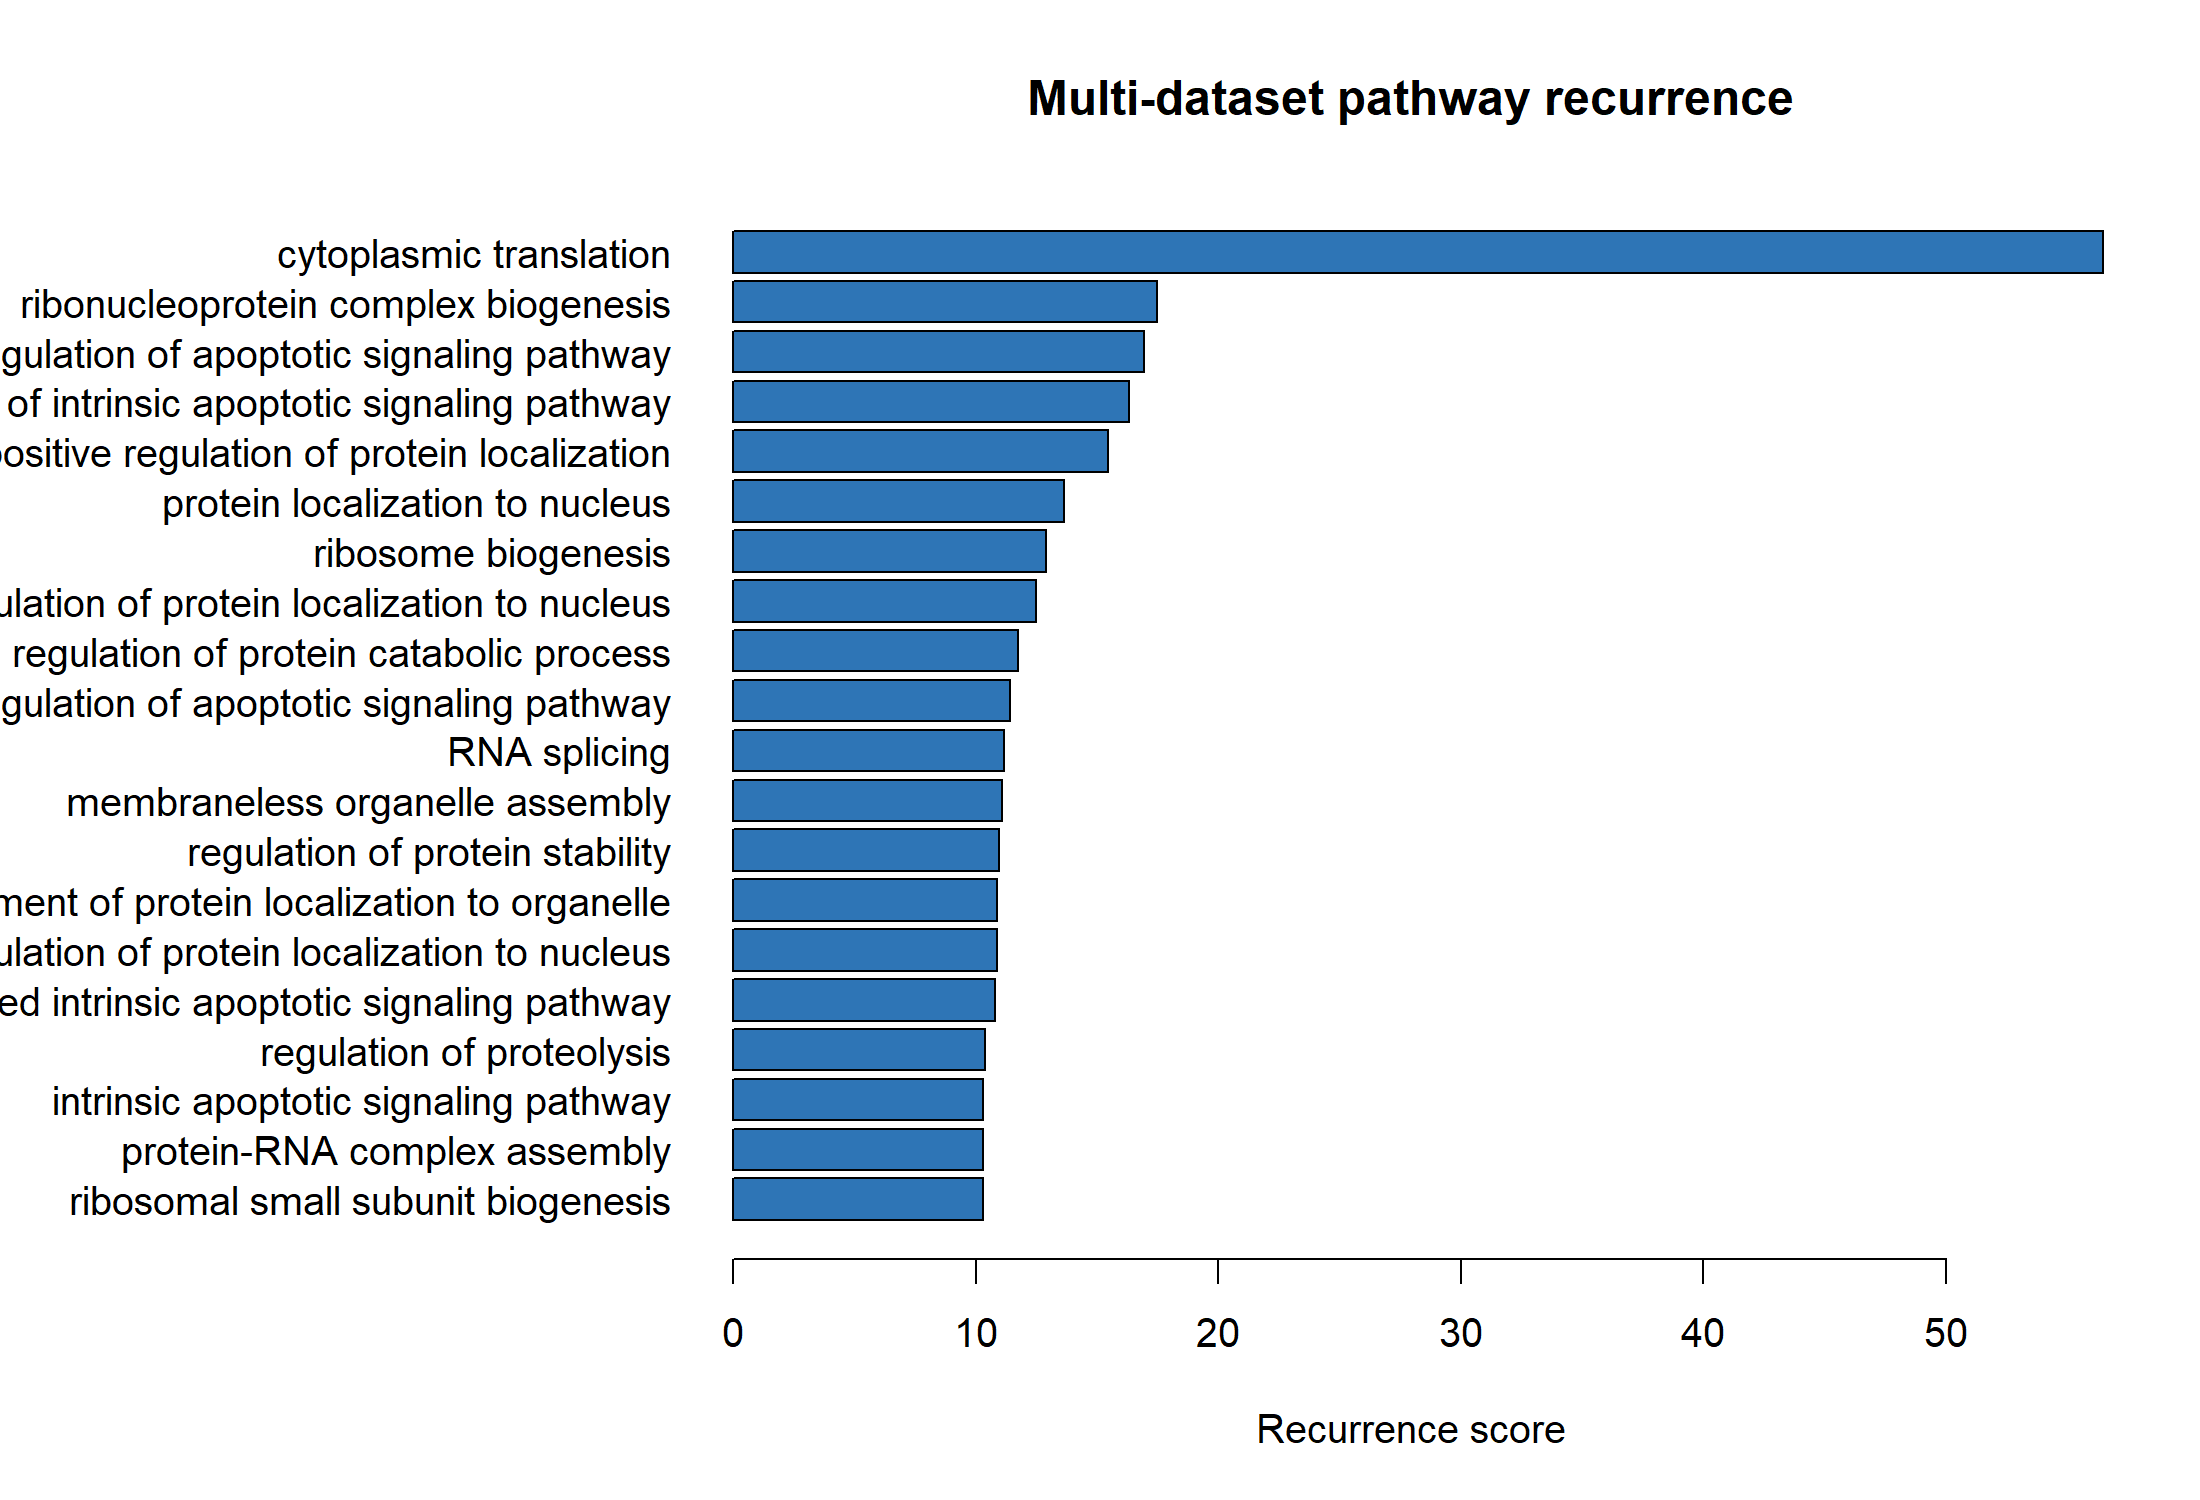 Multi-dataset pathway recurrence
cytoplasmic translation
ribonucleoprotein complex biogenesis
gulation of apoptotic signaling pathway
of intrinsic apoptotic signaling pathway
positive regulation of protein localization
protein localization to nucleus
ribosome biogenesis
ulation of protein localization to nucleus
regulation of protein catabolic process
gulation of apoptotic signaling pathway
RNA splicing
membraneless organelle assembly
regulation of protein stability
ment of protein localization to organelle
ulation of protein localization to nucleus
ed intrinsic apoptotic signaling pathway
regulation of proteolysis
intrinsic apoptotic signaling pathway
protein-RNA complex assembly
ribosomal small subunit biogenesis
0 10 20 30 40 50
Recurrence score